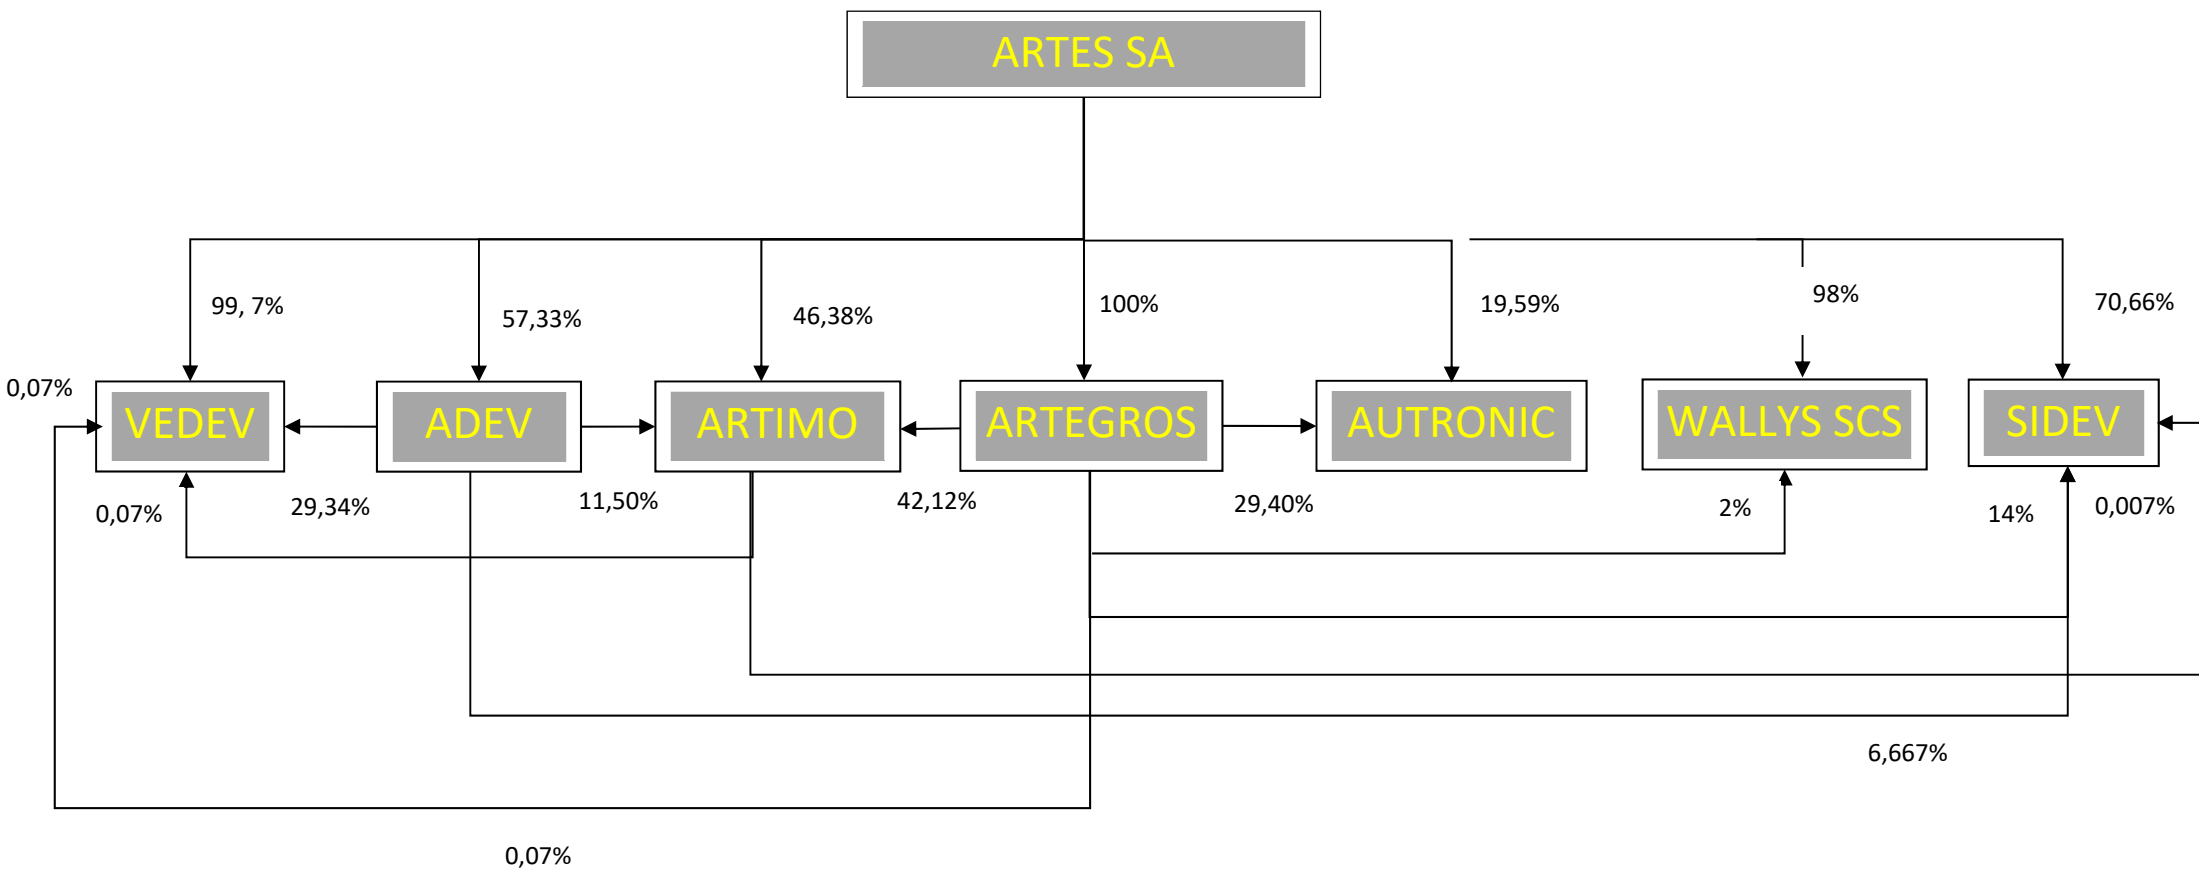 ARTES SA
99, 7%
57,33%
46,38%
100%
19,59%
98%
70,66%
0,07%
VEDEV
ADEV
ARTIMO
ARTEGROS
AUTRONIC
WALLYS SCS
SIDEV
0,07%
29,34%
11,50%
42,12%
29,40%
2%
14%
0,007%
6,667%
0,07%